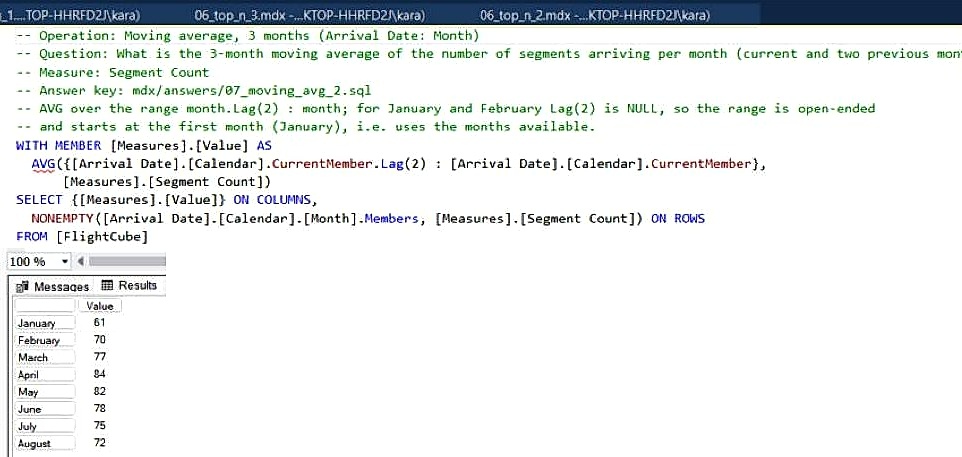 _1....TOP-HHRFD2J\kara) 06_top_n_3.mdx -...KTOP-HHRFD2J\kara) 06_top_n_2.mdx -...KTOP-HHRFD2J\kara)
-- Operation: Moving average, 3 months (Arrival Date: Month)
-- Question: What is the 3-month moving average of the number of segments arriving per month (current and two previous mon
-- Measure: Segment Count
-- Answer key: mdx/answers/07_moving_avg_2.sql
-- AVG over the range month.Lag(2) : month; for January and February Lag(2) is NULL, so the range is open-ended
-- and starts at the first month (January), i.e. uses the months available.
WITH MEMBER [Measures].[Value] AS
AVG({[Arrival Date].[Calendar].CurrentMember.Lag(2) : [Arrival Date].[Calendar].CurrentMember},
[Measures].[Segment Count])
SELECT {[Measures].[Value]} ON COLUMNS,
NONEMPTY([Arrival Date].[Calendar].[Month].Members, [Measures].[Segment Count]) ON ROWS
FROM [FlightCube]
100 %
Messages Results
Value
January 61
February 70
March 77
April 84
May 82
June 78
July 75
August 72